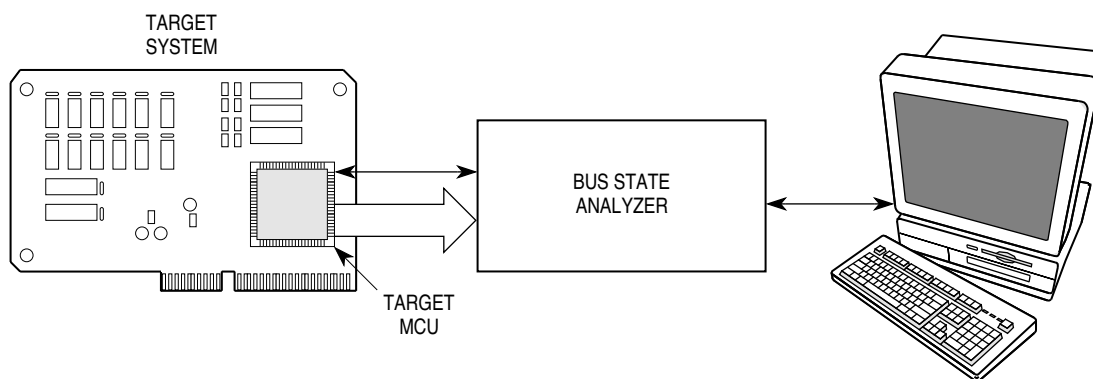 TARGET
SYSTEM
BUS STATE
ANALYZER
TARGET
MCU